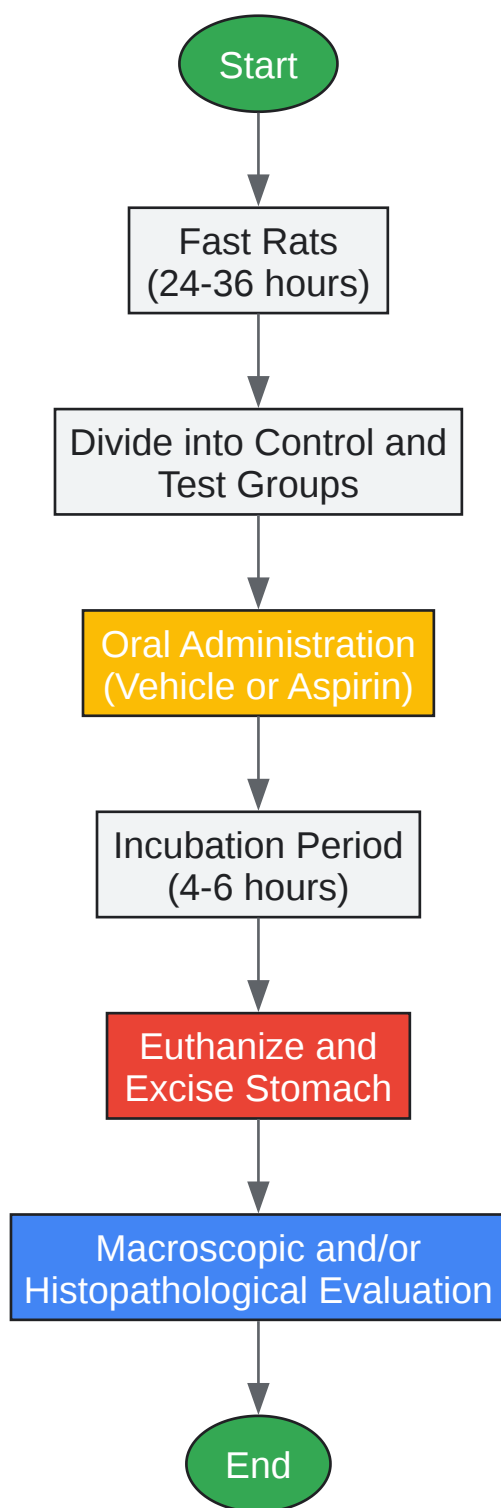 Start
Fast Rats
(24-36 hours)
Divide into Control and
Test Groups
Oral Administration
(Vehicle or Aspirin)
Incubation Period
(4-6 hours)
Euthanize and
Excise Stomach
Macroscopic and/or
Histopathological Evaluation
End